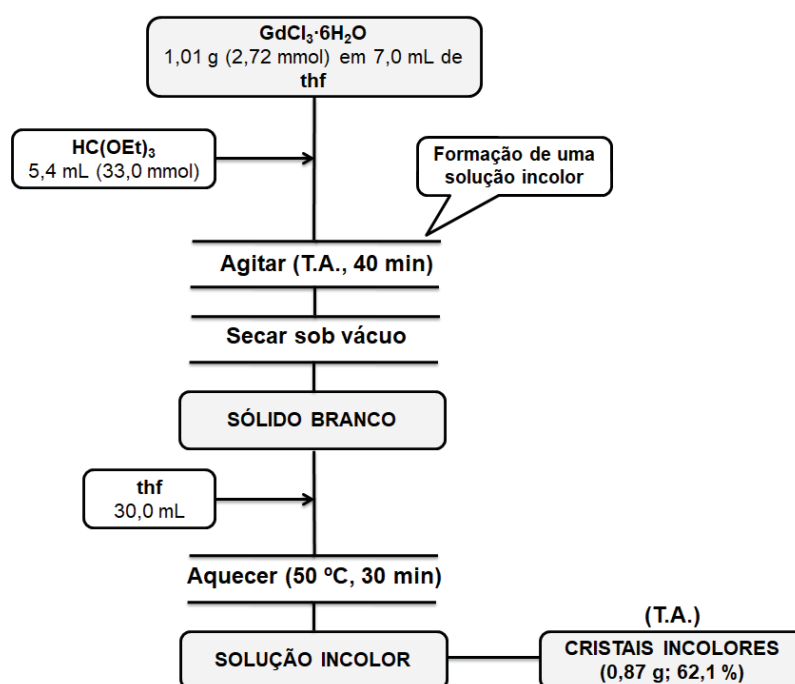 GdCl₃·6H₂O
1,01 g (2,72 mmol) em 7,0 mL de
thf
HC(OEt)₃
5,4 mL (33,0 mmol)
Formação de uma
solução incolor
Agitar (T.A., 40 min)
Secar sob vácuo
SÓLIDO BRANCO
thf
30,0 mL
Aquecer (50 ºC, 30 min)
SOLUÇÃO INCOLOR
(T.A.)
CRISTAIS INCOLORES
(0,87 g; 62,1 %)